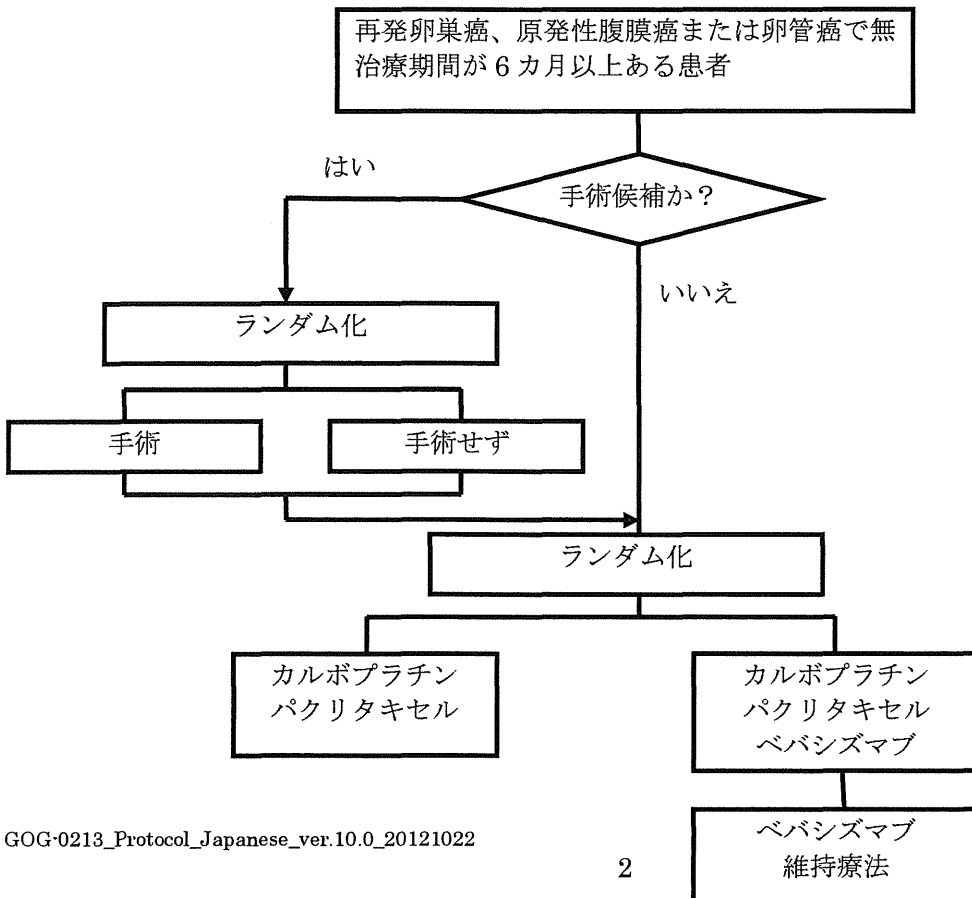 再発卵巣癌、原発性腹膜癌または卵管癌で無
治療期間が 6 カ月以上ある患者
はい
手術候補か?
いいえ
ランダム化
手術
手術せず
ランダム化
カルボプラチン
パクリタキセル
カルボプラチン
パクリタキセル
ベバシズマブ
ベバシズマブ
維持療法
GOG-0213_Protocol_Japanese_ver.10.0_20121022
2